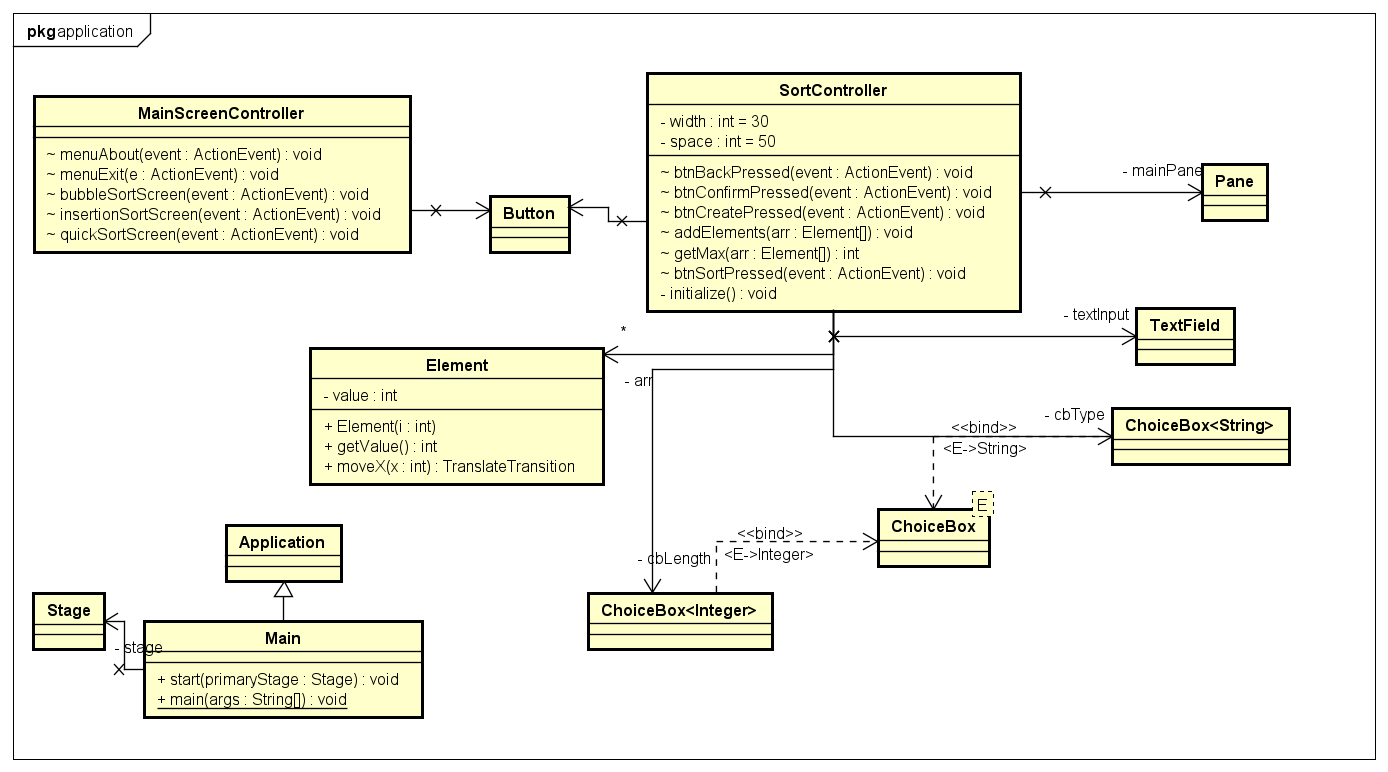 pkg application
MainScreenController
~ menuAbout(event : ActionEvent) : void
~ menuExit(e : ActionEvent) : void
~ bubbleSortScreen(event : ActionEvent) : void
~ insertionSortScreen(event : ActionEvent) : void
~ quickSortScreen(event : ActionEvent) : void
Button
SortController
- width : int = 30
- space : int = 50
~ btnBackPressed(event : ActionEvent) : void
~ btnConfirmPressed(event : ActionEvent) : void
~ btnCreatePressed(event : ActionEvent) : void
~ addElements(arr : Element[]) : void
~ getMax(arr : Element[]) : int
~ btnSortPressed(event : ActionEvent) : void
- initialize() : void
- mainPane
Pane
- textInput
TextField
*
- arr
Element
- value : int
+ Element(i : int)
+ getValue() : int
+ moveX(x : int) : TranslateTransition
- cbType
ChoiceBox<String>
<<bind>>
<E->String>
E
ChoiceBox
<<bind>>
<E->Integer>
- cbLength
ChoiceBox<Integer>
Application
Stage
- stage
Main
+ start(primaryStage : Stage) : void
+ main(args : String[]) : void